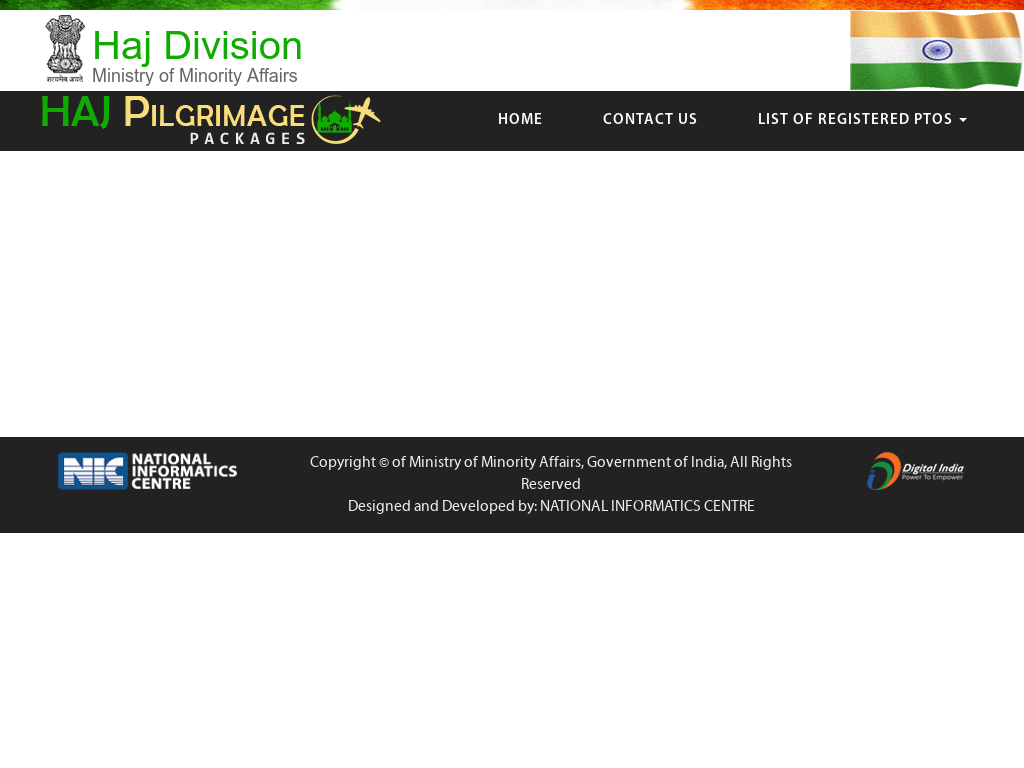 Haj Division
सत्यमेव जयते
Ministry of Minority Affairs
HAJ PILGRIMAGE
PACKAGES
HOME
CONTACT US
LIST OF REGISTERED PTOS
NIC NATIONAL
INFORMATICS
CENTRE
Copyright © of Ministry of Minority Affairs, Government of India, All Rights
Reserved
Designed and Developed by: NATIONAL INFORMATICS CENTRE
Digital India
Power To Empower